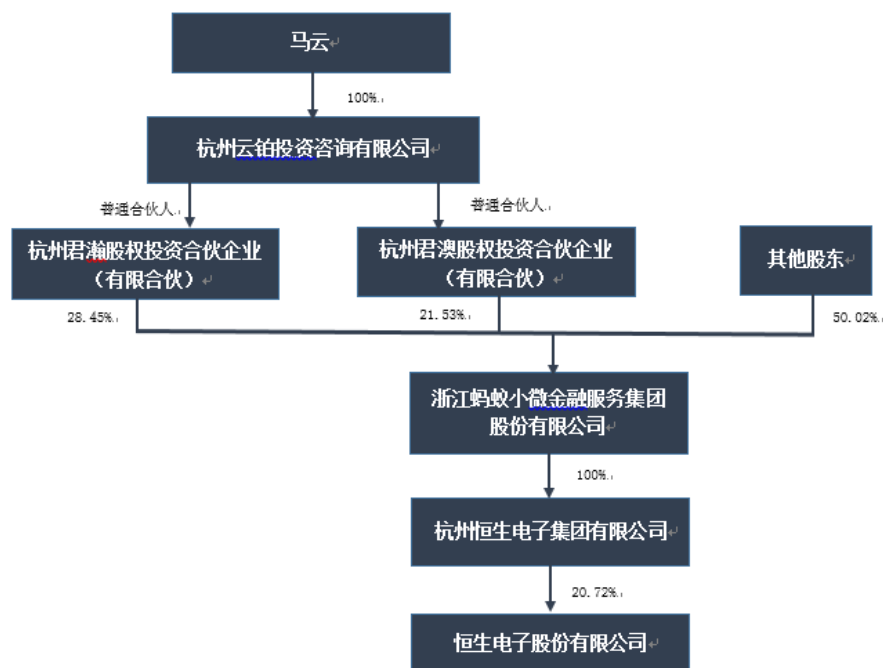 马云
100%
杭州云铂投资咨询有限公司
普通合伙人
普通合伙人
杭州君瀚股权投资合伙企业
（有限合伙）
杭州君澳股权投资合伙企业
（有限合伙）
其他股东
28.45%
21.53%
50.02%
浙江蚂蚁小微金融服务集团
股份有限公司
100%
杭州恒生电子集团有限公司
20.72%
恒生电子股份有限公司